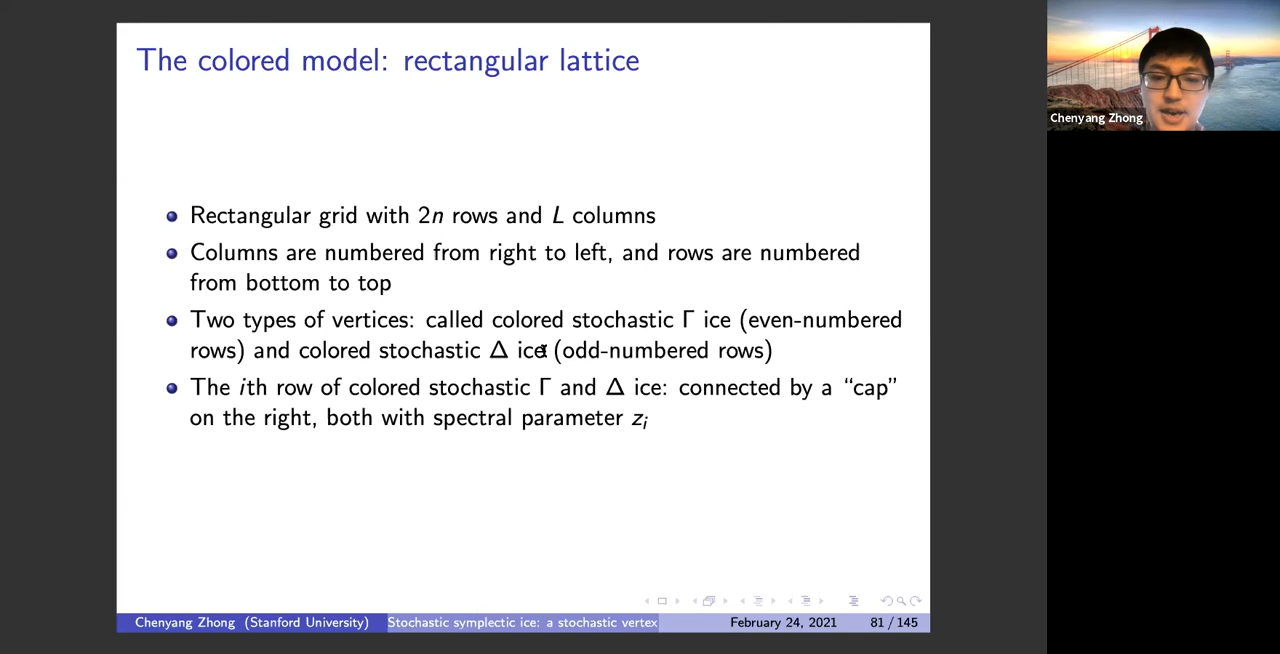 The colored model: rectangular lattice
Rectangular grid with 2n rows and L columns
Columns are numbered from right to left, and rows are numbered
from bottom to top
Two types of vertices: called colored stochastic Γ ice (even-numbered
rows) and colored stochastic Δ ice (odd-numbered rows)
The ith row of colored stochastic Γ and Δ ice: connected by a “cap”
on the right, both with spectral parameter zᵢ
Chenyang Zhong (Stanford University)
Stochastic symplectic ice: a stochastic vertex
February 24, 2021
81 / 145
Chenyang Zhong